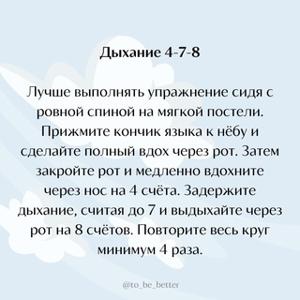 Дыхание 4-7-8
Лучше выполнять упражнение сидя с
ровной спиной на мягкой постели.
Прижмите кончик языка к нёбу и
сделайте полный вдох через рот. Затем
закройте рот и медленно вдохните
через нос на 4 счёта. Задержите
дыхание, считая до 7 и выдыхайте через
рот на 8 счётов. Повторите весь круг
минимум 4 раза.
@to_be_better